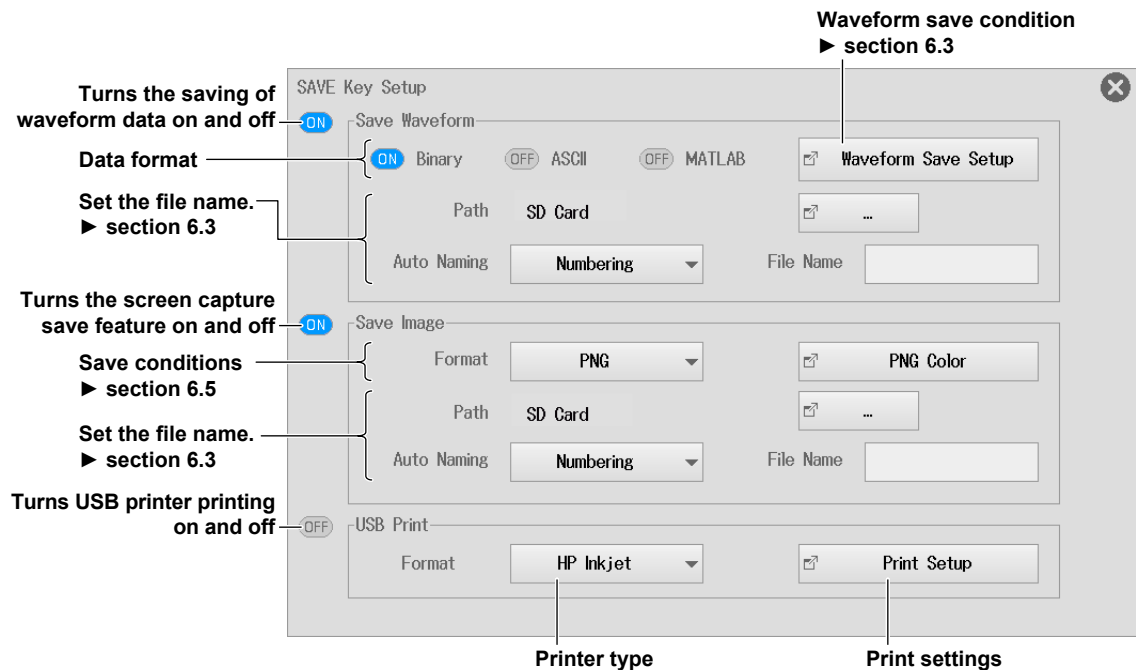 Waveform save condition
► section 6.3
SAVE Key Setup
Turns the saving of
waveform data on and off
ON
Save Waveform
Data format
ON Binary OFF ASCII OFF MATLAB Waveform Save Setup
Set the file name.
► section 6.3
Path SD Card ...
Auto Naming Numbering File Name
Turns the screen capture
save feature on and off
ON
Save Image
Save conditions
► section 6.5
Format PNG PNG Color
Path SD Card ...
Set the file name.
► section 6.3
Auto Naming Numbering File Name
Turns USB printer printing
on and off
OFF
USB Print
Format HP Inkjet Print Setup
Printer type Print settings